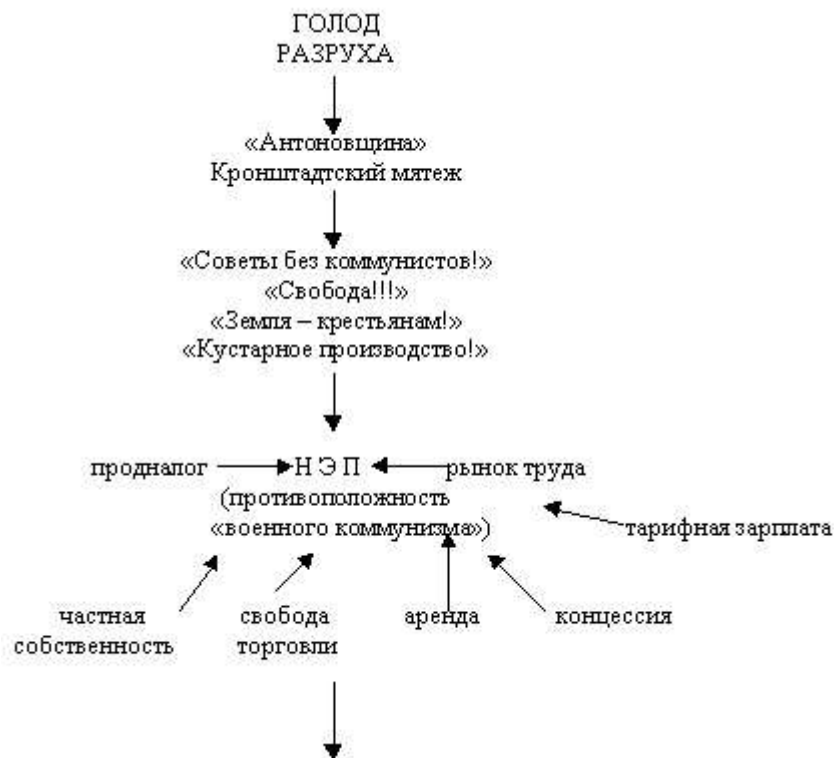 ГОЛОД
РАЗРУХА
«Антоновщина»
Кронштадтский мятеж
«Советы без коммунистов!»
«Свобода!!!»
«Земля – крестьянам!»
«Кустарное производство!»
продналог Н Э П рынок труда
(противоположность
«военного коммунизма») тарифная зарплата
частная свобода аренда концессия
собственность торговли